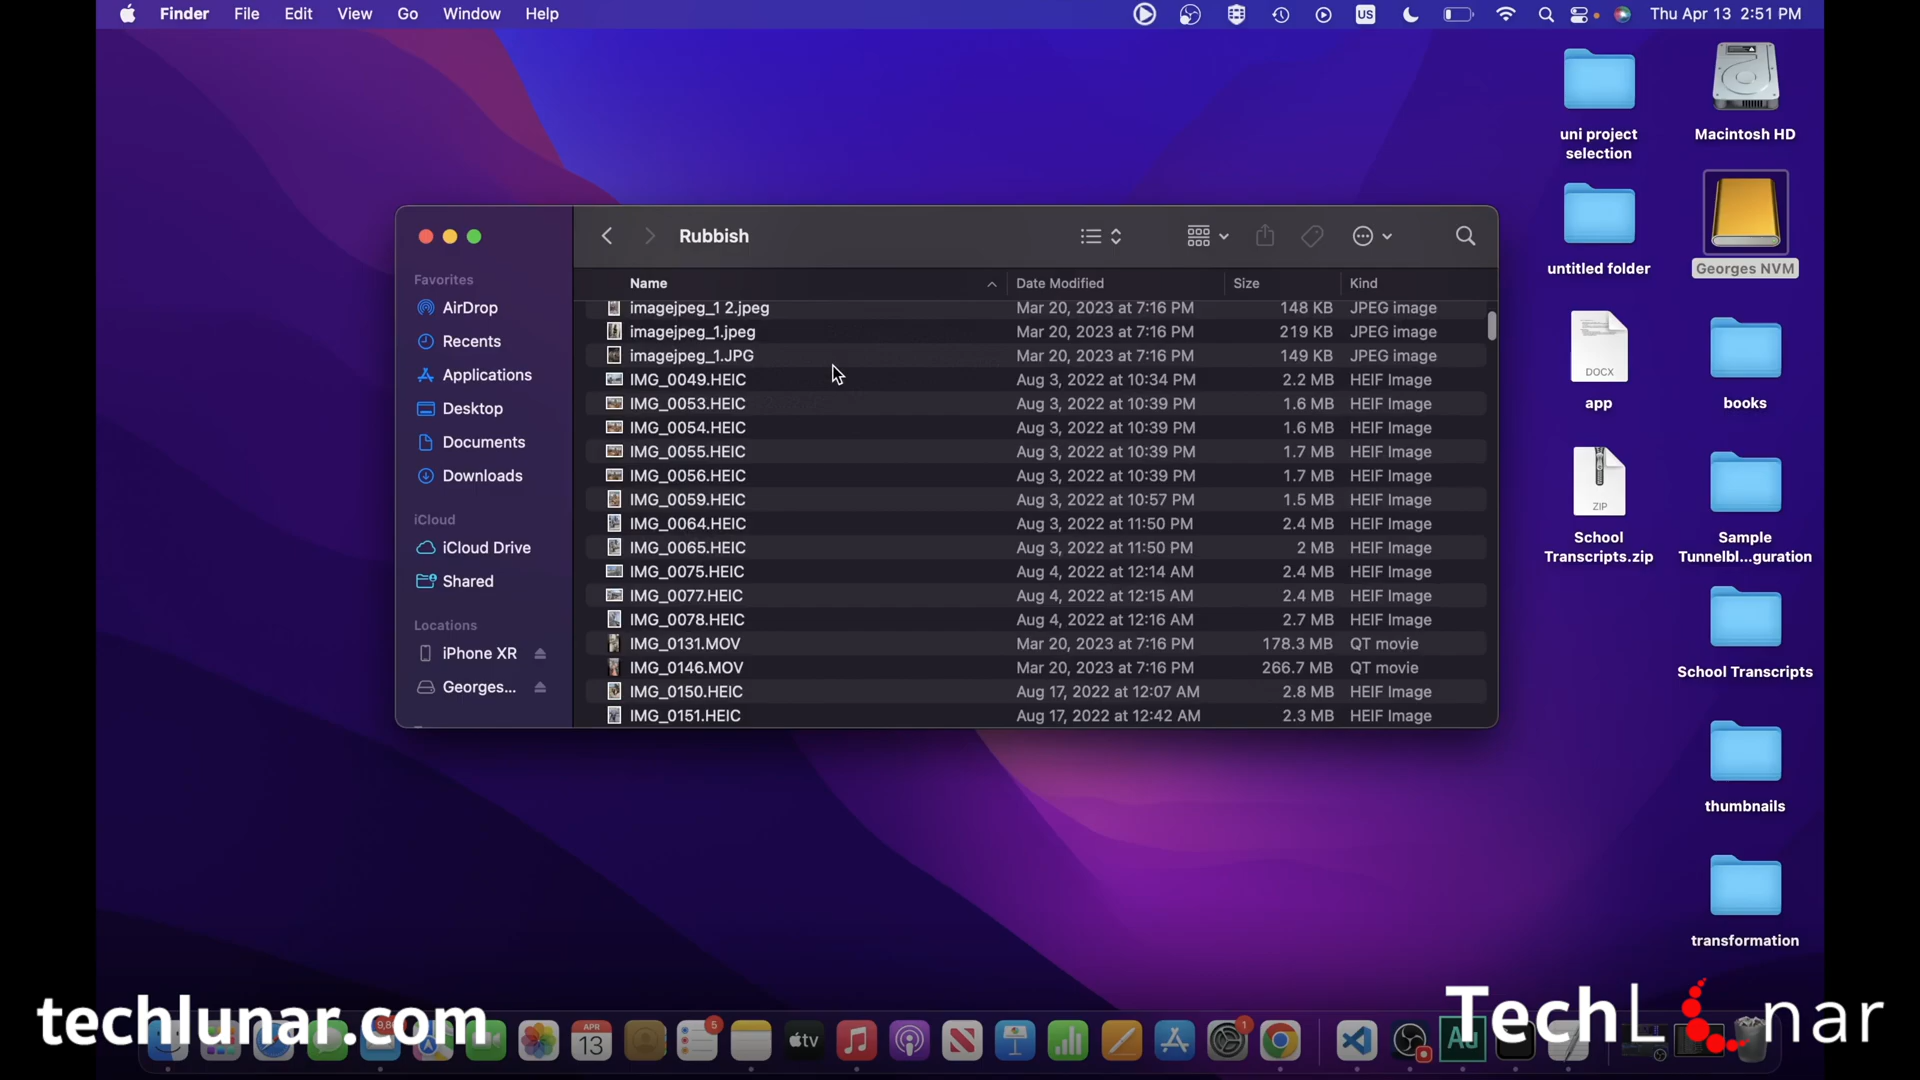 Finder File Edit View Go Window Help US Thu Apr 13 2:51 PM
Macintosh HD
uni project
selection
Georges NVM
untitled folder
DOCX
app
books
ZIP
School
Transcripts.zip
Sample
Tunnelbl...guration
School Transcripts
thumbnails
transformation
Rubbish
Favorites
AirDrop
Recents
Applications
Desktop
Documents
Downloads
iCloud
iCloud Drive
Shared
Locations
iPhone XR
Georges...
Name Date Modified Size Kind
imagejpeg_1 2.jpeg Mar 20, 2023 at 7:16 PM 148 KB JPEG image
imagejpeg_1.jpeg Mar 20, 2023 at 7:16 PM 219 KB JPEG image
imagejpeg_1.JPG Mar 20, 2023 at 7:16 PM 149 KB JPEG image
IMG_0049.HEIC Aug 3, 2022 at 10:34 PM 2.2 MB HEIF Image
IMG_0053.HEIC Aug 3, 2022 at 10:39 PM 1.6 MB HEIF Image
IMG_0054.HEIC Aug 3, 2022 at 10:39 PM 1.6 MB HEIF Image
IMG_0055.HEIC Aug 3, 2022 at 10:39 PM 1.7 MB HEIF Image
IMG_0056.HEIC Aug 3, 2022 at 10:39 PM 1.7 MB HEIF Image
IMG_0059.HEIC Aug 3, 2022 at 10:57 PM 1.5 MB HEIF Image
IMG_0064.HEIC Aug 3, 2022 at 11:50 PM 2.4 MB HEIF Image
IMG_0065.HEIC Aug 3, 2022 at 11:50 PM 2 MB HEIF Image
IMG_0075.HEIC Aug 4, 2022 at 12:14 AM 2.4 MB HEIF Image
IMG_0077.HEIC Aug 4, 2022 at 12:15 AM 2.4 MB HEIF Image
IMG_0078.HEIC Aug 4, 2022 at 12:16 AM 2.7 MB HEIF Image
IMG_0131.MOV Mar 20, 2023 at 7:16 PM 178.3 MB QT movie
IMG_0146.MOV Mar 20, 2023 at 7:16 PM 266.7 MB QT movie
IMG_0150.HEIC Aug 17, 2022 at 12:07 AM 2.8 MB HEIF Image
IMG_0151.HEIC Aug 17, 2022 at 12:42 AM 2.3 MB HEIF Image
techlunar.com
TechLunar
APR
13
5
tv
1
Au